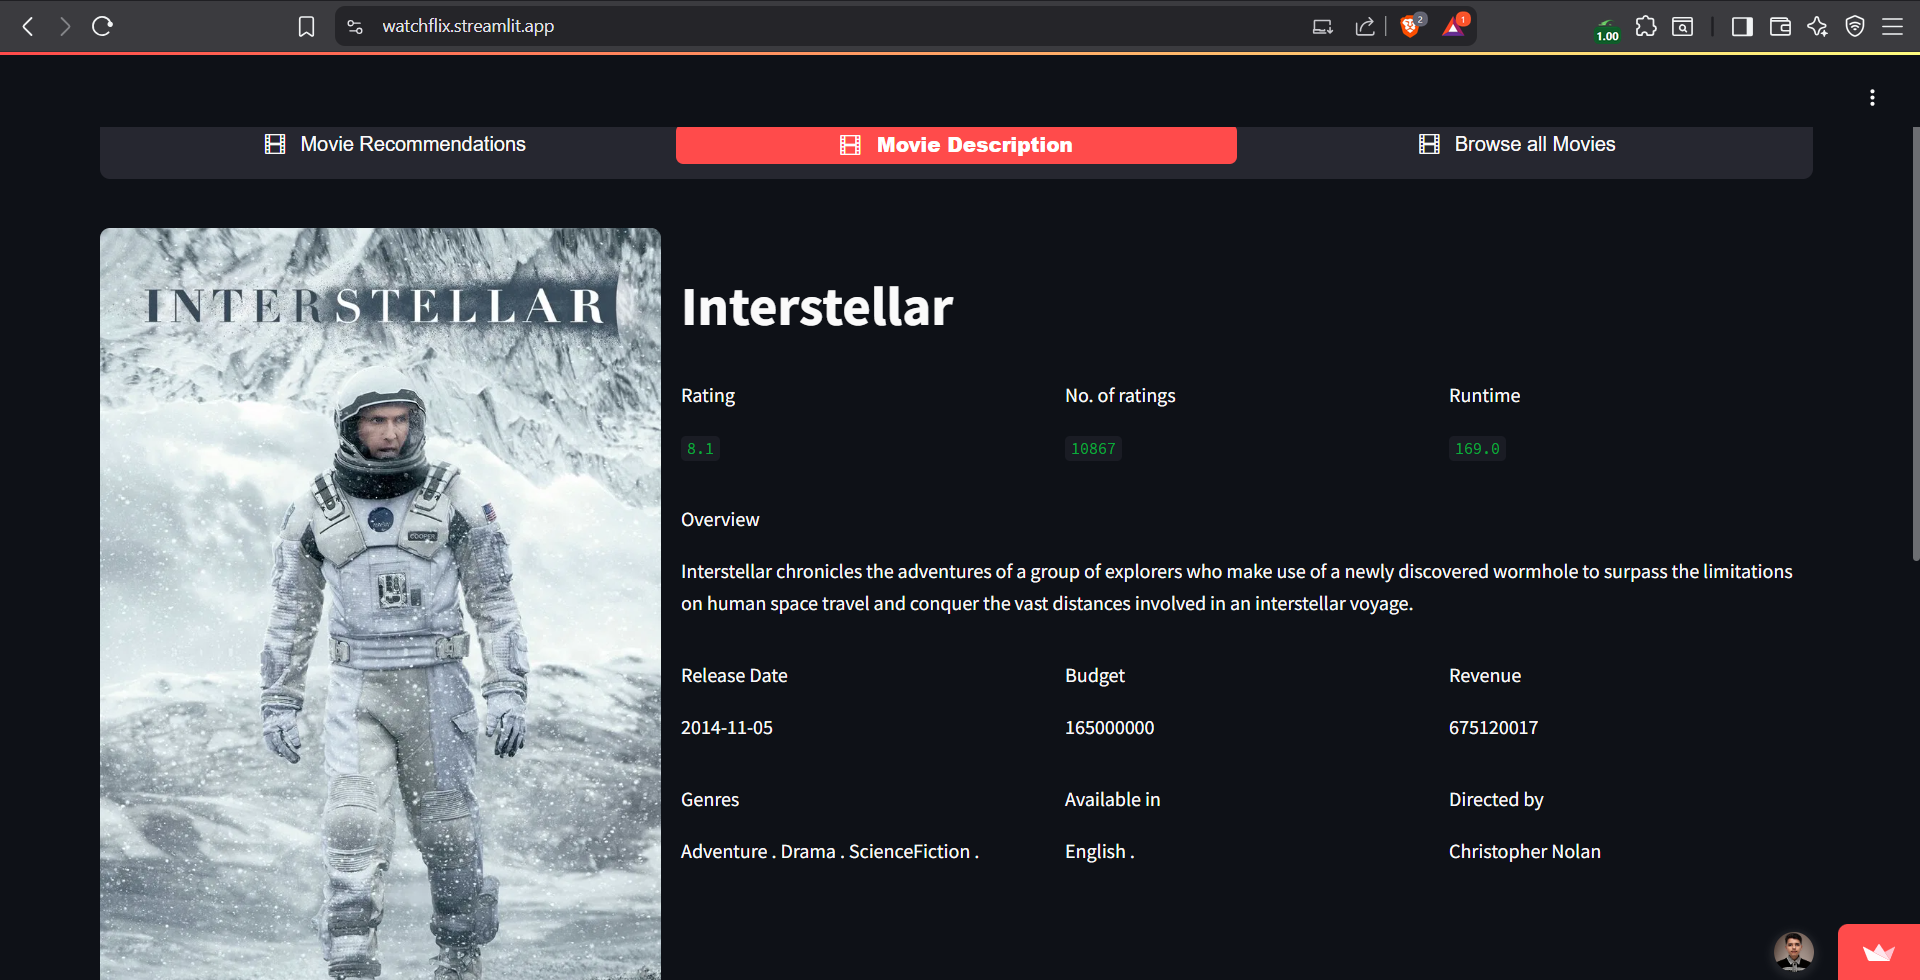 watchflix.streamlit.app
2
1
1.00
Movie Recommendations
Movie Description
Browse all Movies
INTERSTELLAR
COOPER
Interstellar
Rating
No. of ratings
Runtime
8.1
10867
169.0
Overview
Interstellar chronicles the adventures of a group of explorers who make use of a newly discovered wormhole to surpass the limitations
on human space travel and conquer the vast distances involved in an interstellar voyage.
Release Date
Budget
Revenue
2014-11-05
165000000
675120017
Genres
Available in
Directed by
Adventure . Drama . ScienceFiction .
English .
Christopher Nolan